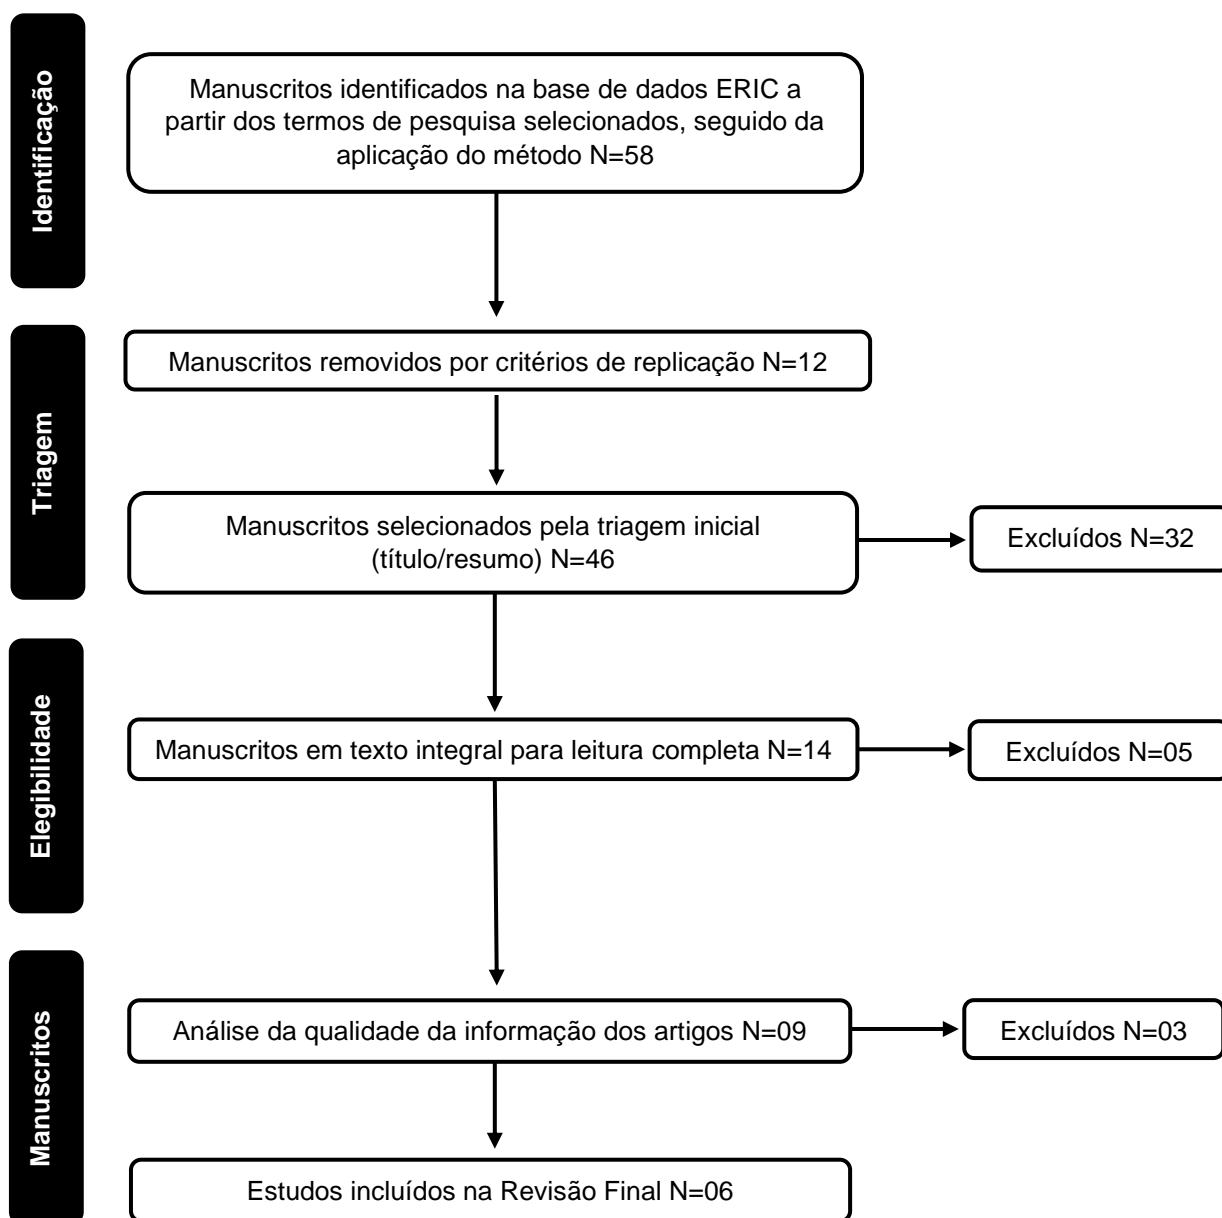 Identificação
Manuscritos identificados na base de dados ERIC a
partir dos termos de pesquisa selecionados, seguido da
aplicação do método N=58
Triagem
Manuscritos removidos por critérios de replicação N=12
Manuscritos selecionados pela triagem inicial
(título/resumo) N=46
Excluídos N=32
Elegibilidade
Manuscritos em texto integral para leitura completa N=14
Excluídos N=05
Manuscritos
Análise da qualidade da informação dos artigos N=09
Excluídos N=03
Estudos incluídos na Revisão Final N=06